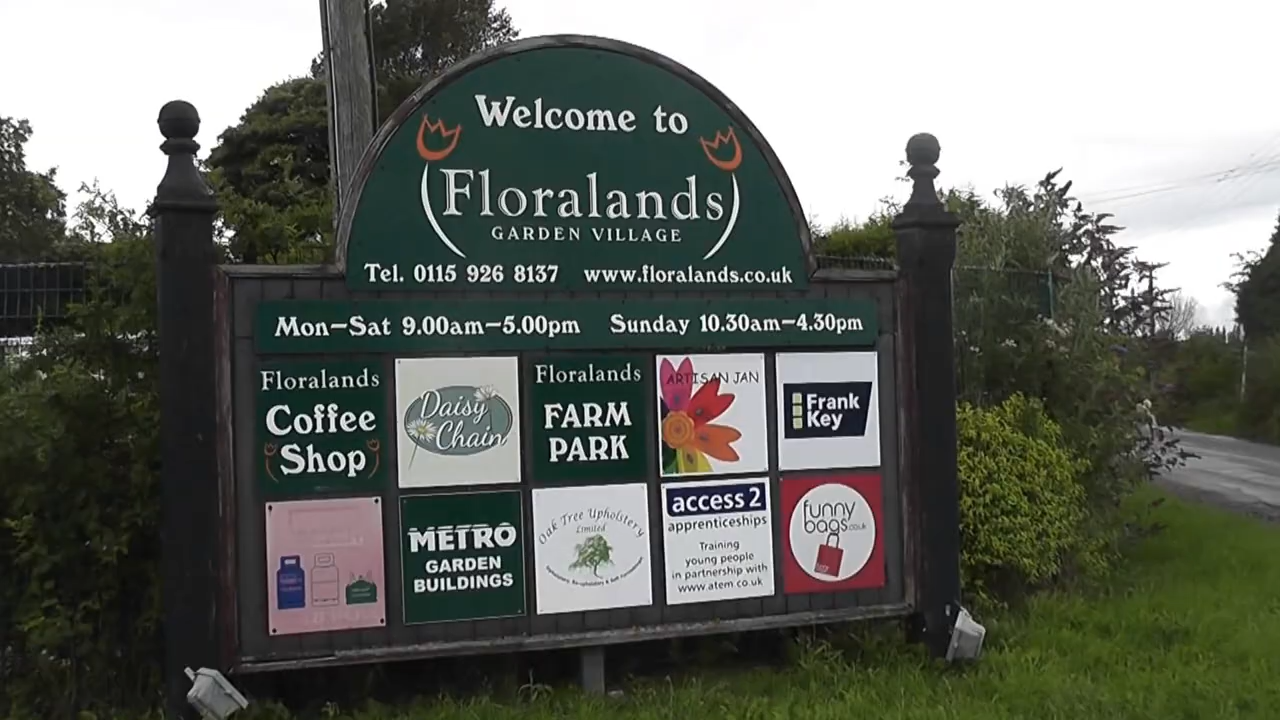 Welcome to
Floralands
GARDEN VILLAGE
Tel. 0115 926 8137 www.floralands.co.uk
Mon-Sat 9.00am-5.00pm Sunday 10.30am-4.30pm
Floralands
Coffee
Shop
Daisy
Chain
Floralands
FARM
PARK
ARTISAN JAN
Frank
Key
METRO
GARDEN
BUILDINGS
Oak Tree Upholstery
Limited
access 2
apprenticeships
Training
young people
in partnership with
www.atem.co.uk
funny
bags.co.uk